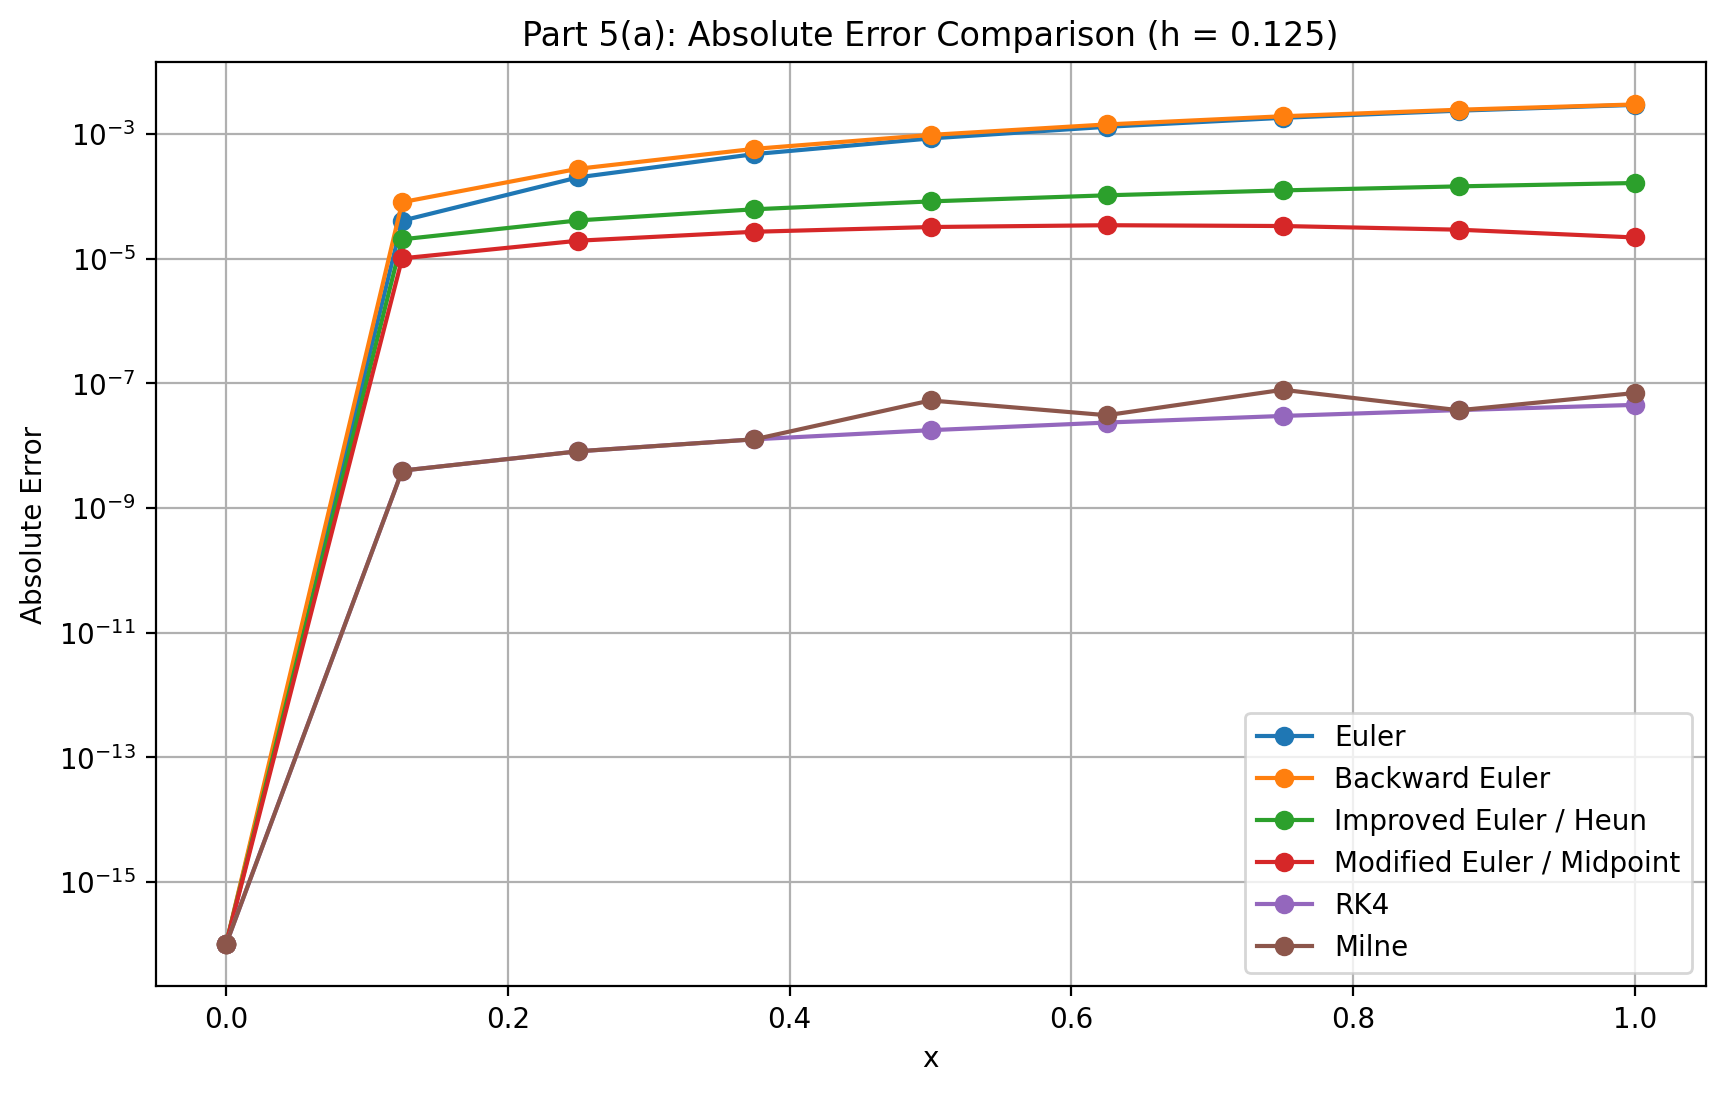 Part 5(a): Absolute Error Comparison (h = 0.125)
Absolute Error
10⁻³
10⁻⁵
10⁻⁷
10⁻⁹
10⁻¹¹
10⁻¹³
10⁻¹⁵
Euler
Backward Euler
Improved Euler / Heun
Modified Euler / Midpoint
RK4
Milne
0.0 0.2 0.4 0.6 0.8 1.0
x